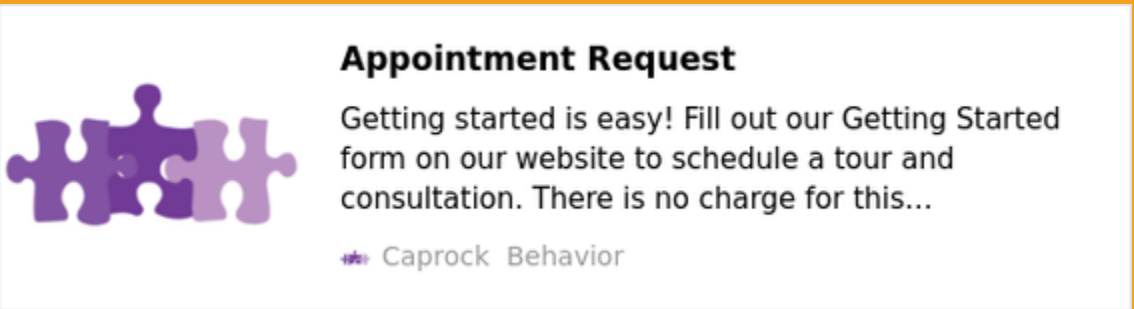 Appointment Request
Getting started is easy! Fill out our Getting Started
form on our website to schedule a tour and
consultation. There is no charge for this...
Caprock Behavior